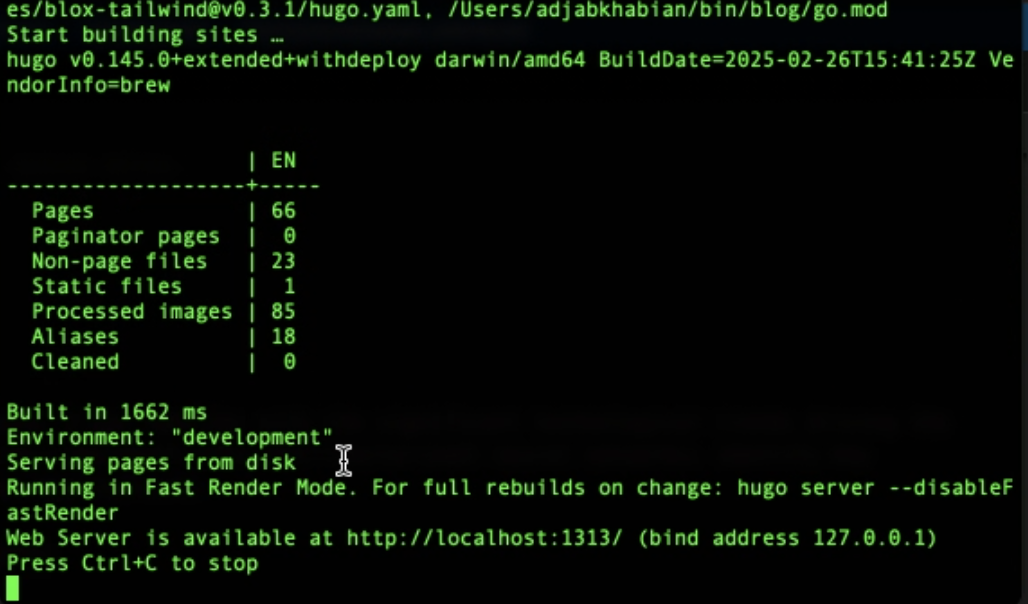 es/blox-tailwind@v0.3.1/hugo.yaml, /Users/adjabkhabian/bin/blog/go.mod
Start building sites …
hugo v0.145.0+extended+withdeploy darwin/amd64 BuildDate=2025-02-26T15:41:25Z Ve
ndorInfo=brew
| EN
-------------------+-----
Pages | 66
Paginator pages | 0
Non-page files | 23
Static files | 1
Processed images | 85
Aliases | 18
Cleaned | 0
Built in 1662 ms
Environment: "development"
Serving pages from disk
Running in Fast Render Mode. For full rebuilds on change: hugo server --disableF
astRender
Web Server is available at http://localhost:1313/ (bind address 127.0.0.1)
Press Ctrl+C to stop